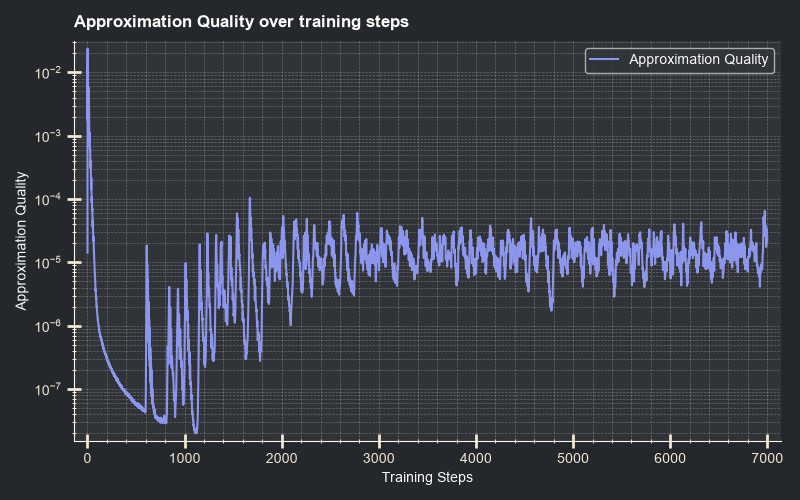 Approximation Quality over training steps
Approximation Quality
10⁻²
10⁻³
10⁻⁴
10⁻⁵
10⁻⁶
10⁻⁷
Approximation Quality
0 1000 2000 3000 4000 5000 6000 7000
Training Steps